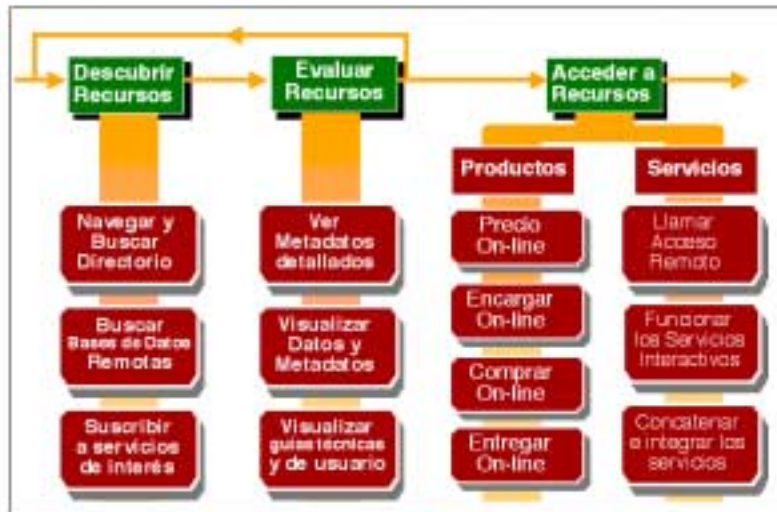 Descubrir
Recursos
Evaluar
Recursos
Acceder a
Recursos
Productos
Servicios
Navegar y
Buscar
Directorio
Ver
Metadatos
detallados
Precio
On-line
Llamar
Acceso
Remoto
Buscar
Bases de Datos
Remotas
Visualizar
Datos y
Metadatos
Encargar
On-line
Funcionar
los Servicios
Interactivos
Comprar
On-line
Suscribir
a servicios
de interés
Visualizar
guias técnicas
y de usuario
Entregar
On-line
Concatenar
e integrar los
servicios